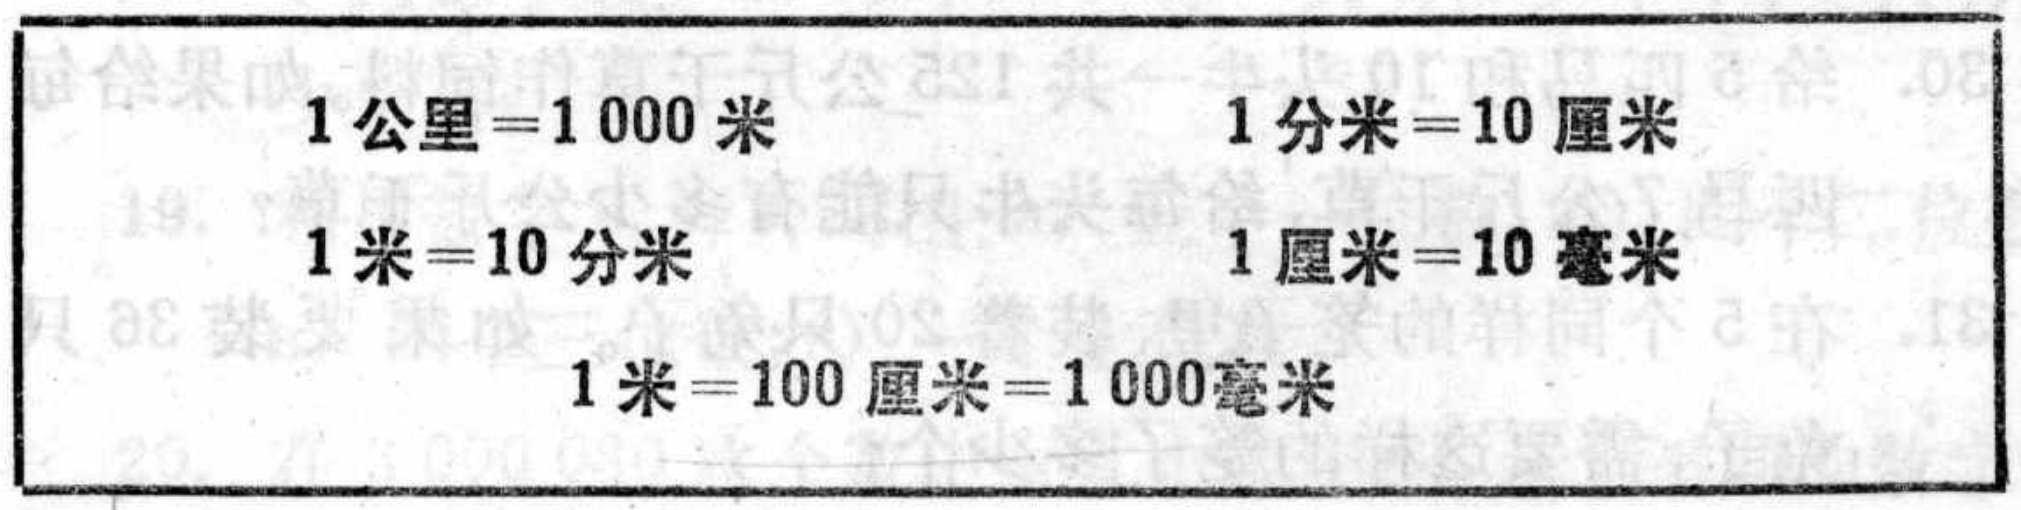 1 公里=1 000 米 1 分米=10 厘米
1 米=10 分米 1 厘米=10 毫米
1 米=100 厘米=1 000毫米